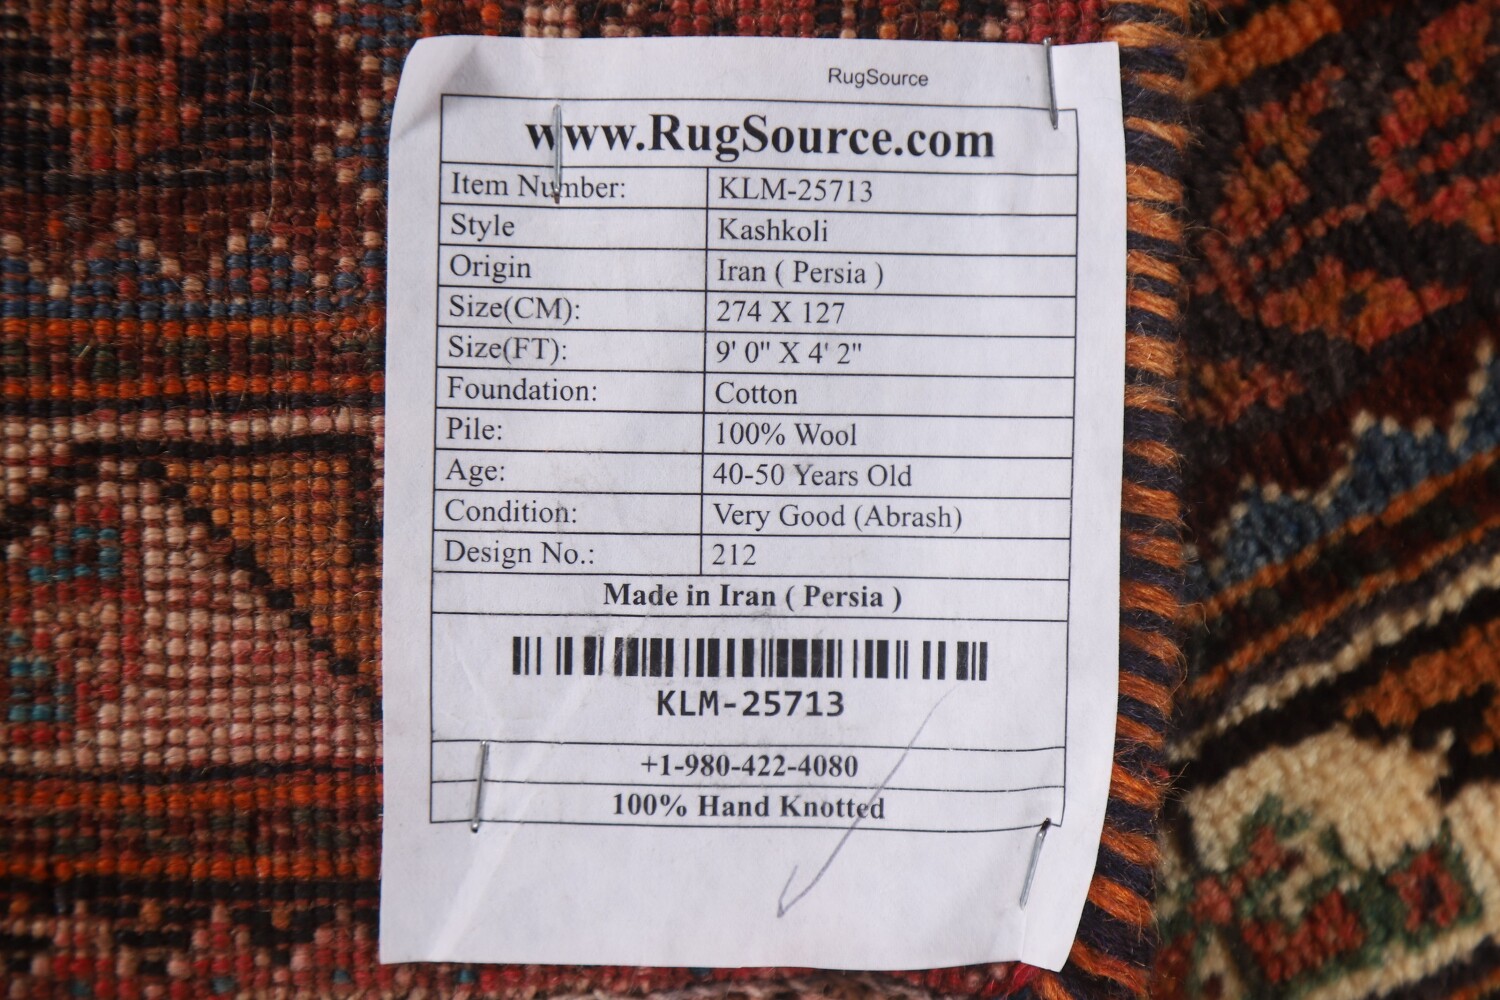 RugSource
www.RugSource.com
Item Number: KLM-25713
Style Kashkoli
Origin Iran ( Persia )
Size(CM): 274 X 127
Size(FT): 9' 0" X 4' 2"
Foundation: Cotton
Pile: 100% Wool
Age: 40-50 Years Old
Condition: Very Good (Abrash)
Design No.: 212
Made in Iran ( Persia )
KLM-25713
+1-980-422-4080
100% Hand Knotted